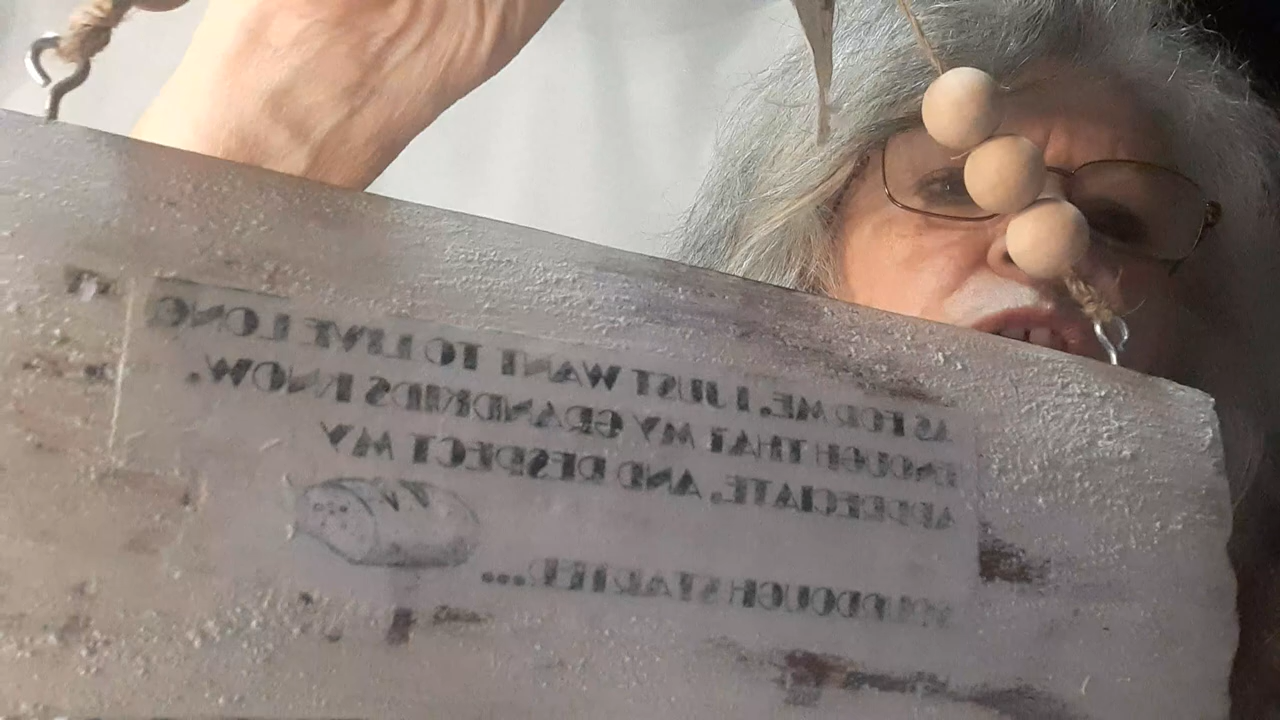 AS FOR ME, I JUST WANT TO LIVE LONG
ENOUGH THAT MY GRANDKIDS KNOW,
APPRECIATE, AND RESPECT MY
SOURDOUGH STARTER...